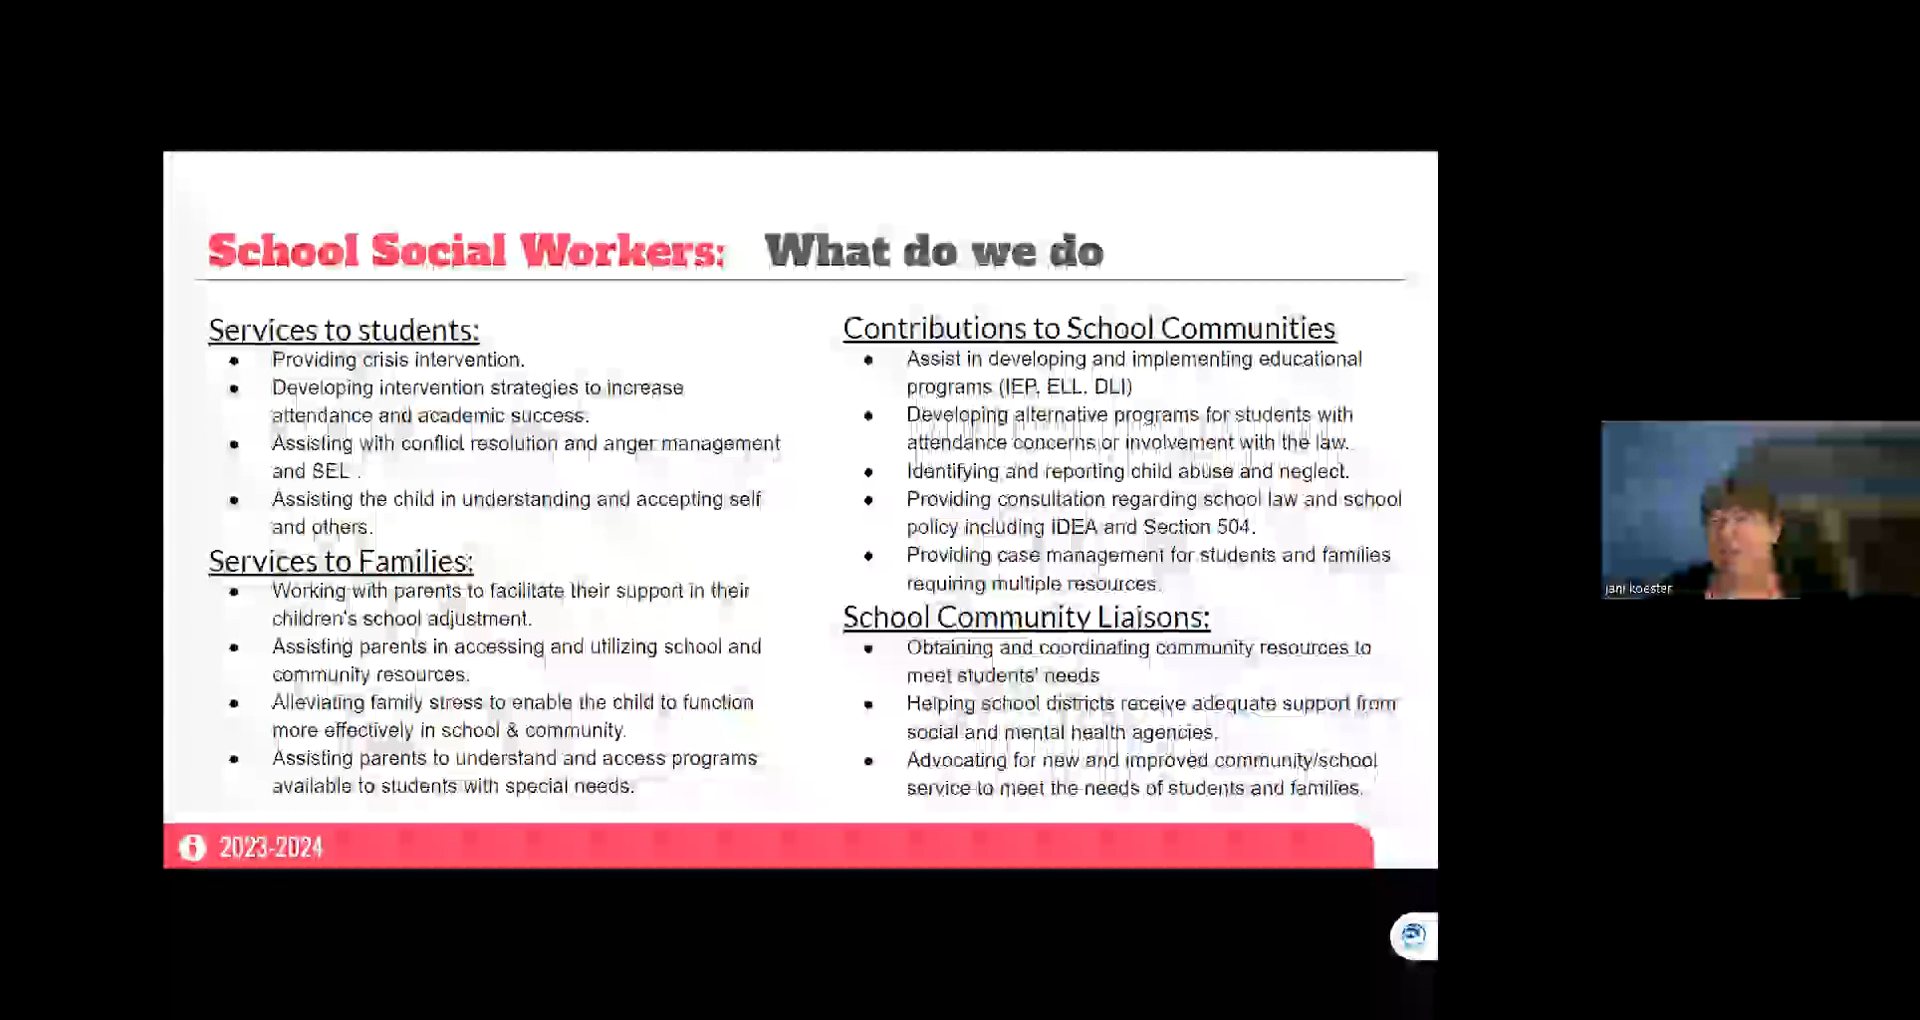 School Social Workers: What do we do
Services to students:
Providing crisis intervention.
Developing intervention strategies to increase
attendance and academic success.
Assisting with conflict resolution and anger management
and SEL .
Assisting the child in understanding and accepting self
and others.
Services to Families:
Working with parents to facilitate their support in their
children's school adjustment.
Assisting parents in accessing and utilizing school and
community resources.
Alleviating family stress to enable the child to function
more effectively in school & community.
Assisting parents to understand and access programs
available to students with special needs.
Contributions to School Communities
Assist in developing and implementing educational
programs (IEP, ELL. DLI)
Developing alternative programs for students with
attendance concerns or involvement with the law.
Identifying and reporting child abuse and neglect.
Providing consultation regarding school law and school
policy including IDEA and Section 504.
Providing case management for students and families
requiring multiple resources.
School Community Liaisons:
Obtaining and coordinating community resources to
meet students' needs
Helping school districts receive adequate support from
social and mental health agencies.
Advocating for new and improved community/school
service to meet the needs of students and families.
2023-2024
jani koester